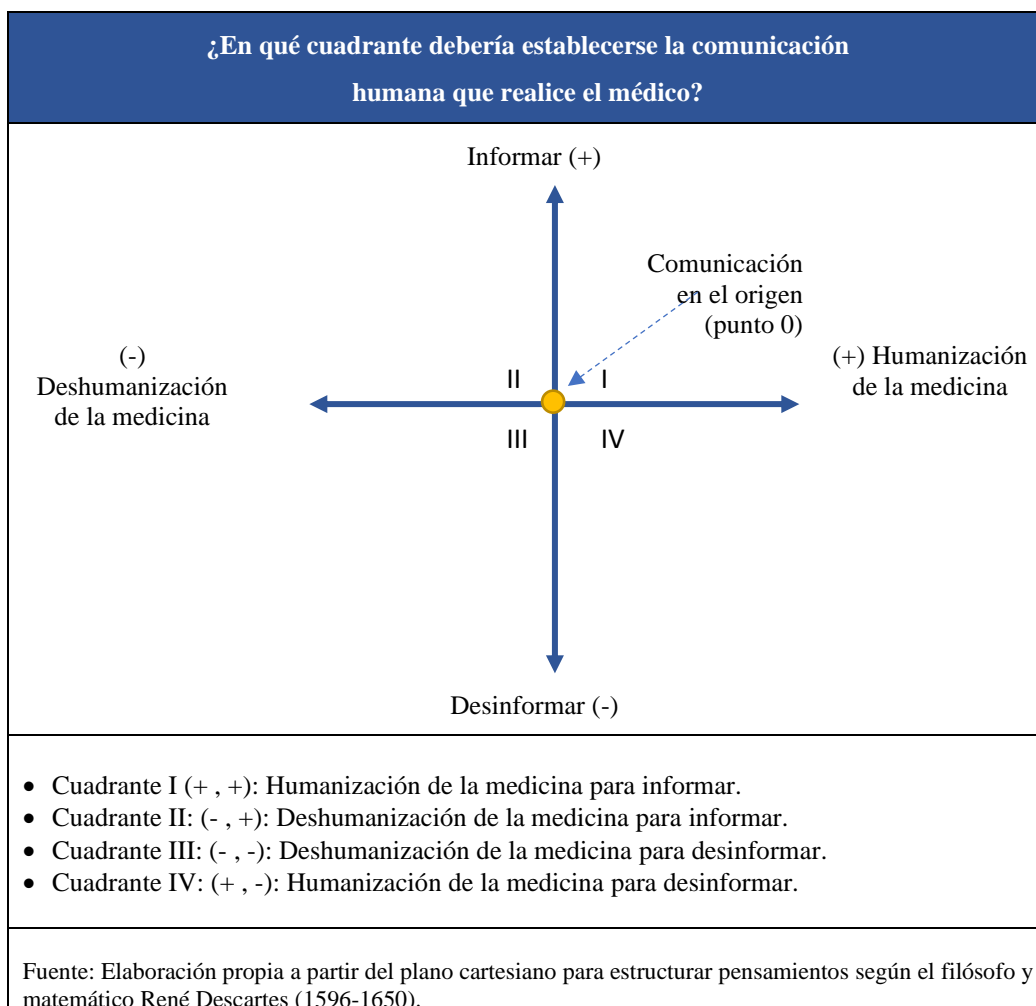 ¿En qué cuadrante debería establecerse la comunicación
humana que realice el médico?
Informar (+)
Comunicación
en el origen
(punto 0)
(-)
Deshumanización
de la medicina
(+) Humanización
de la medicina
II
I
III
IV
Desinformar (-)
• Cuadrante I (+ , +): Humanización de la medicina para informar.
• Cuadrante II: (- , +): Deshumanización de la medicina para informar.
• Cuadrante III: (- , -): Deshumanización de la medicina para desinformar.
• Cuadrante IV: (+ , -): Humanización de la medicina para desinformar.
Fuente: Elaboración propia a partir del plano cartesiano para estructurar pensamientos según el filósofo y
matemático René Descartes (1596-1650).